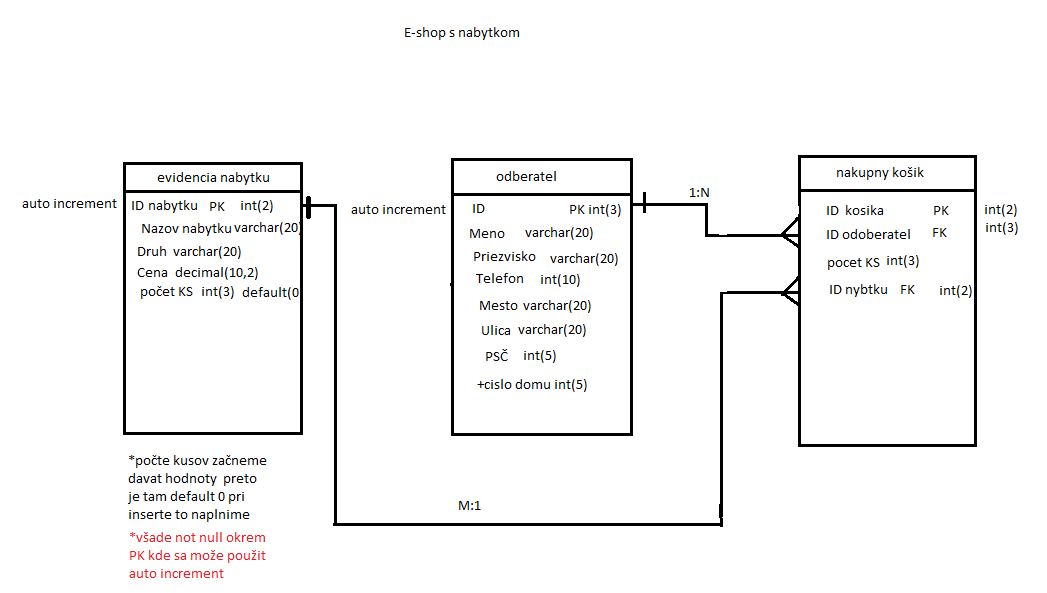 E-shop s nabytkom
evidencia nabytku
auto increment
ID nabytku PK int(2)
Nazov nabytku varchar(20)
Druh varchar(20)
Cena decimal(10,2)
počet KS int(3) default(0
odberatel
auto increment
ID PK int(3)
Meno varchar(20)
Priezvisko varchar(20)
Telefon int(10)
Mesto varchar(20)
Ulica varchar(20)
PSČ int(5)
+cislo domu int(5)
1:N
nakupny košik
ID kosika PK int(2)
ID odoberatel FK int(3)
pocet KS int(3)
ID nybtku FK int(2)
M:1
*počte kusov začneme
davat hodnoty preto
je tam default 0 pri
inserte to naplnime
*všade not null okrem
PK kde sa može použit
auto increment